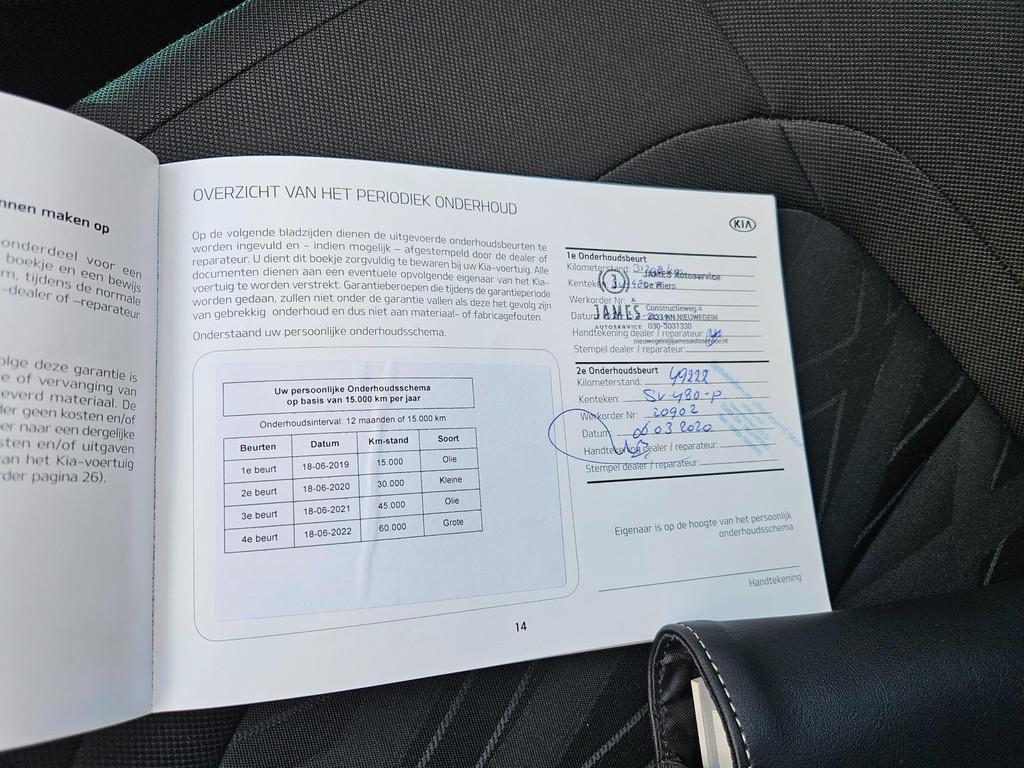 nnen maken op
onderdeel voor een
boekje en een bewijs
m, tijdens de normale
-dealer of –reparateur
olge deze garantie is
e of vervanging van
everd materiaal. De
der geen kosten en/of
er naar een dergelijke
sten en/of uitgaven
an het Kia-voertuig
der pagina 26).
OVERZICHT VAN HET PERIODIEK ONDERHOUD
Op de volgende bladzijden dienen de uitgevoerde onderhoudsbeurten te
worden ingevuld en – indien mogelijk – afgestempeld door de dealer of
reparateur. U dient dit boekje zorgvuldig te bewaren bij uw Kia-voertuig. Alle
documenten dienen aan een eventuele opvolgende eigenaar van het Kia-
voertuig te worden verstrekt. Garantieberoepen die tijdens de garantieperiode
worden gedaan, zullen niet onder de garantie vallen als deze het gevolg zijn
van gebrekkig onderhoud en dus niet aan materiaal- of fabricagefouten.
Onderstaand uw persoonlijke onderhoudsschema.
Uw persoonlijke Onderhoudsschema
op basis van 15.000 km per jaar
Onderhoudsinterval: 12 maanden of 15.000 km
Beurten Datum Km-stand Soort
1e beurt 18-06-2019 15.000 Olie
2e beurt 18-06-2020 30.000 Kleine
3e beurt 18-06-2021 45.000 Olie
4e beurt 18-06-2022 60.000 Grote
KIA
1e Onderhoudsbeurt
Kilometerstand:
JAMES Autoservice
Kenteken:
Werkorder Nr: x
JAMES Constructieweg 4
Datum: NIEUWEGEIN
AUTOSERVICE 030-6031330
Handtekening dealer / reparateur:
nieuwegein@jamesautoservice.nl
Stempel dealer / reparateur:
2e Onderhoudsbeurt
Kilometerstand: 49222
Kenteken: SV-480-P
Werkorder Nr: 20902
Datum: 06 03 2020
Handtekening dealer / reparateur:
Stempel dealer / reparateur:
Eigenaar is op de hoogte van het persoonlijk
onderhoudsschema
Handtekening
14